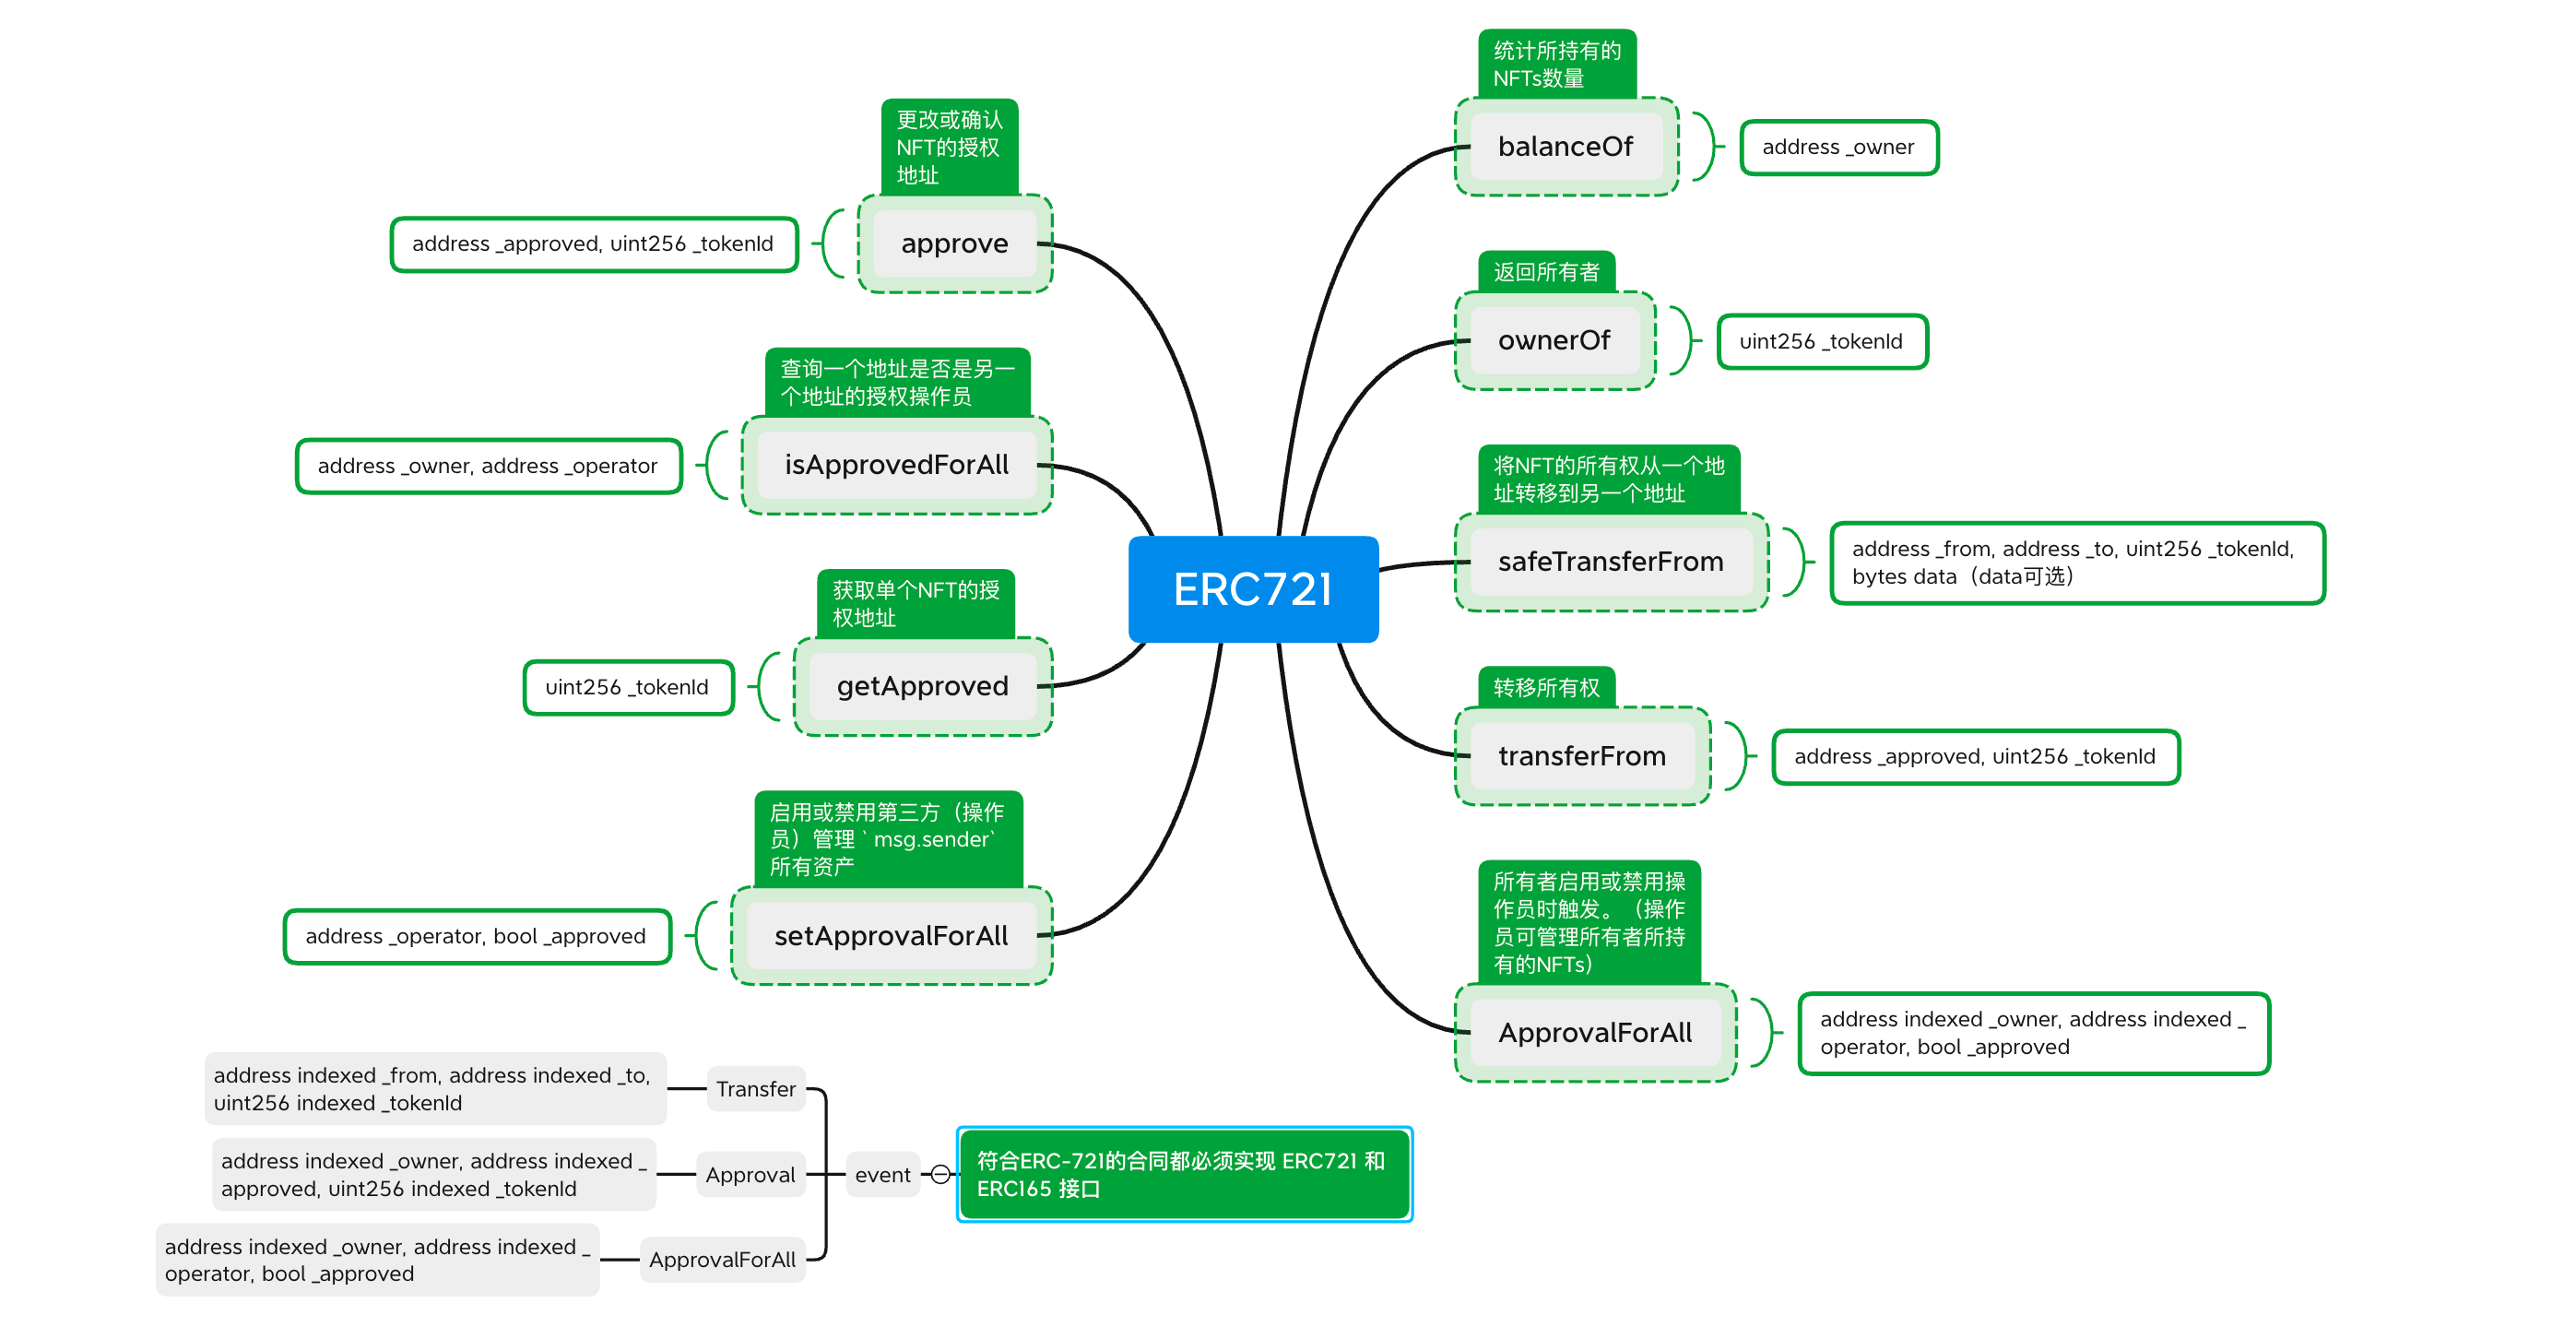 统计所持有的
NFTs数量
balanceOf
address _owner
返回所有者
ownerOf
uint256 _tokenId
将NFT的所有权从一个地
址转移到另一个地址
safeTransferFrom
address _from, address _to, uint256 _tokenId,
bytes data（data可选）
转移所有权
transferFrom
address _approved, uint256 _tokenId
所有者启用或禁用操
作员时触发。（操作
员可管理所有者所持
有的NFTs）
ApprovalForAll
address indexed _owner, address indexed _
operator, bool _approved
ERC721
更改或确认
NFT的授权
地址
approve
address _approved, uint256 _tokenId
查询一个地址是否是另一
个地址的授权操作员
isApprovedForAll
address _owner, address _operator
获取单个NFT的授
权地址
getApproved
uint256 _tokenId
启用或禁用第三方（操作
员）管理 ` msg.sender`
所有资产
setApprovalForAll
address _operator, bool _approved
符合ERC-721的合同都必须实现 ERC721 和
ERC165 接口
event
Transfer
address indexed _from, address indexed _to,
uint256 indexed _tokenId
Approval
address indexed _owner, address indexed _
approved, uint256 indexed _tokenId
ApprovalForAll
address indexed _owner, address indexed _
operator, bool _approved